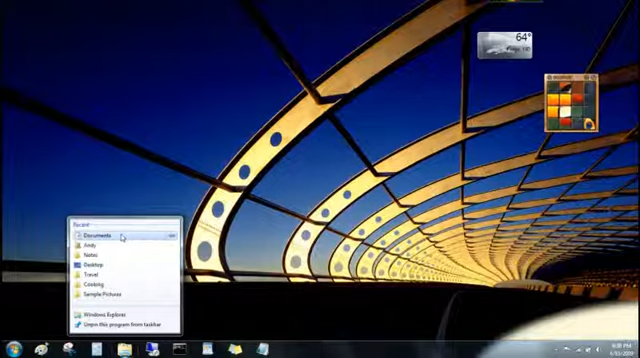 64°
Recent
Documents
Andy
Notes
Desktop
Travel
Cooking
Sample Pictures
Windows Explorer
Unpin this program from taskbar